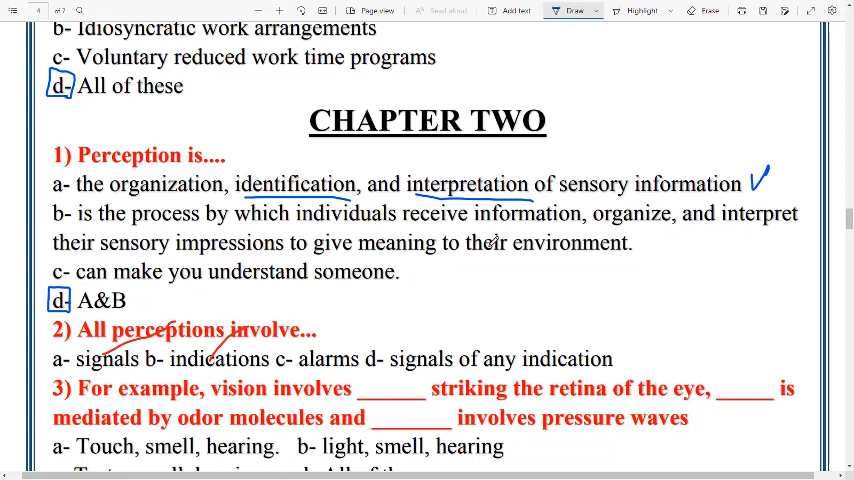 4 of 7
Page view
Read aloud
Add text
Draw
Highlight
Erase
b- Idiosyncratic work arrangements
c- Voluntary reduced work time programs
d- All of these
CHAPTER TWO
1) Perception is....
a- the organization, identification, and interpretation of sensory information
b- is the process by which individuals receive information, organize, and interpret
their sensory impressions to give meaning to their environment.
c- can make you understand someone.
d- A&B
2) All perceptions involve...
a- signals b- indications c- alarms d- signals of any indication
3) For example, vision involves ______ striking the retina of the eye, _____ is
mediated by odor molecules and ________ involves pressure waves
a- Touch, smell, hearing. b- light, smell, hearing